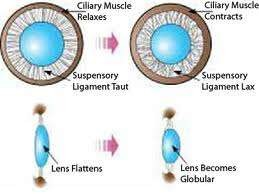 Ciliary Muscle
Relaxes
Ciliary Muscle
Contracts
Suspensory
Ligament Taut
Suspensory
Ligament Lax
Lens Flattens
Lens Becomes
Globular